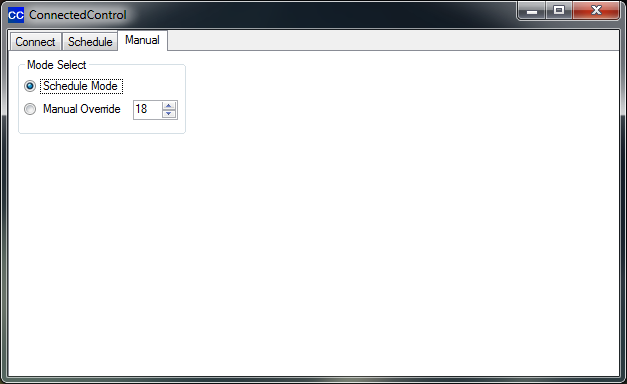 CC ConnectedControl
Connect Schedule Manual
Mode Select
Schedule Mode
Manual Override 18